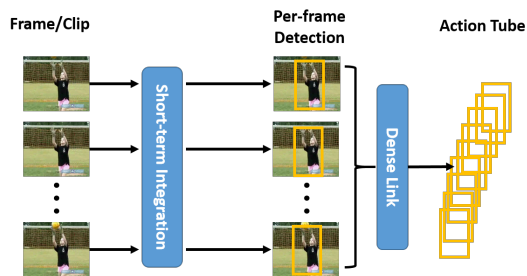 Frame/Clip
Per-frame
Detection
Action Tube
Short-term Integration
Dense Link